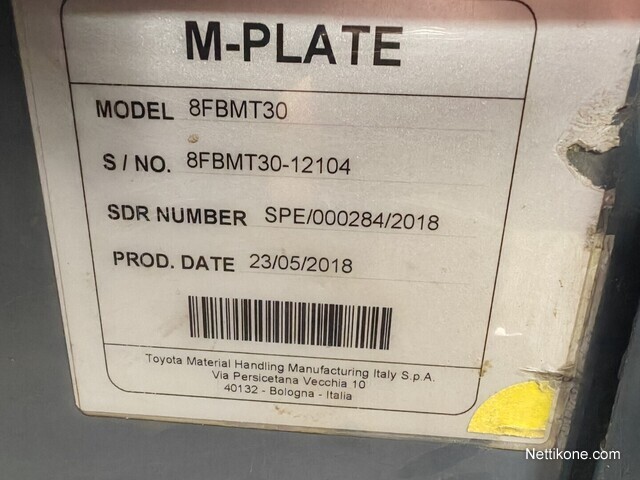 M-PLATE
MODEL 8FBMT30
S / NO. 8FBMT30-12104
SDR NUMBER SPE/000284/2018
PROD. DATE 23/05/2018
Toyota Material Handling Manufacturing Italy S.p.A.
Via Persicetana Vecchia 10
40132 - Bologna - Italia
Nettikone.com